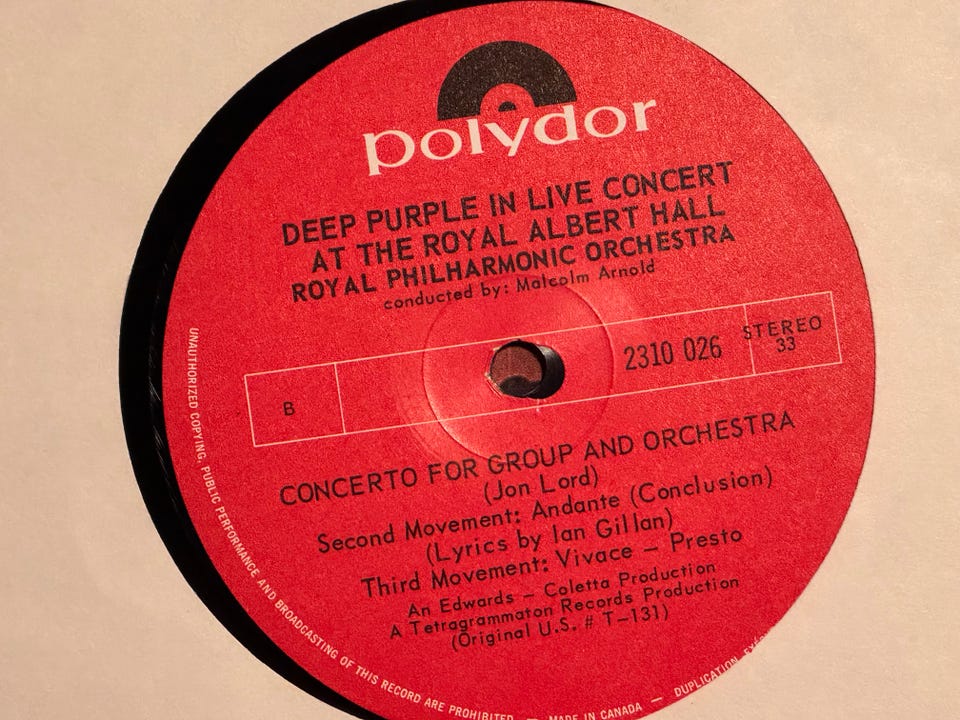 polydor
DEEP PURPLE IN LIVE CONCERT
AT THE ROYAL ALBERT HALL
ROYAL PHILHARMONIC ORCHESTRA
conducted by: Malcolm Arnold
B
2310 026
STEREO
33
CONCERTO FOR GROUP AND ORCHESTRA
(Jon Lord)
Second Movement: Andante (Conclusion)
(Lyrics by Ian Gillan)
Third Movement: Vivace – Presto
An Edwards – Coletta Production
A Tetragrammaton Records Production
(Original U.S. # T–131)
UNAUTHORIZED COPYING, PUBLIC PERFORMANCE AND BROADCASTING OF THIS RECORD ARE PROHIBITED — MADE IN CANADA — DUPLICATION